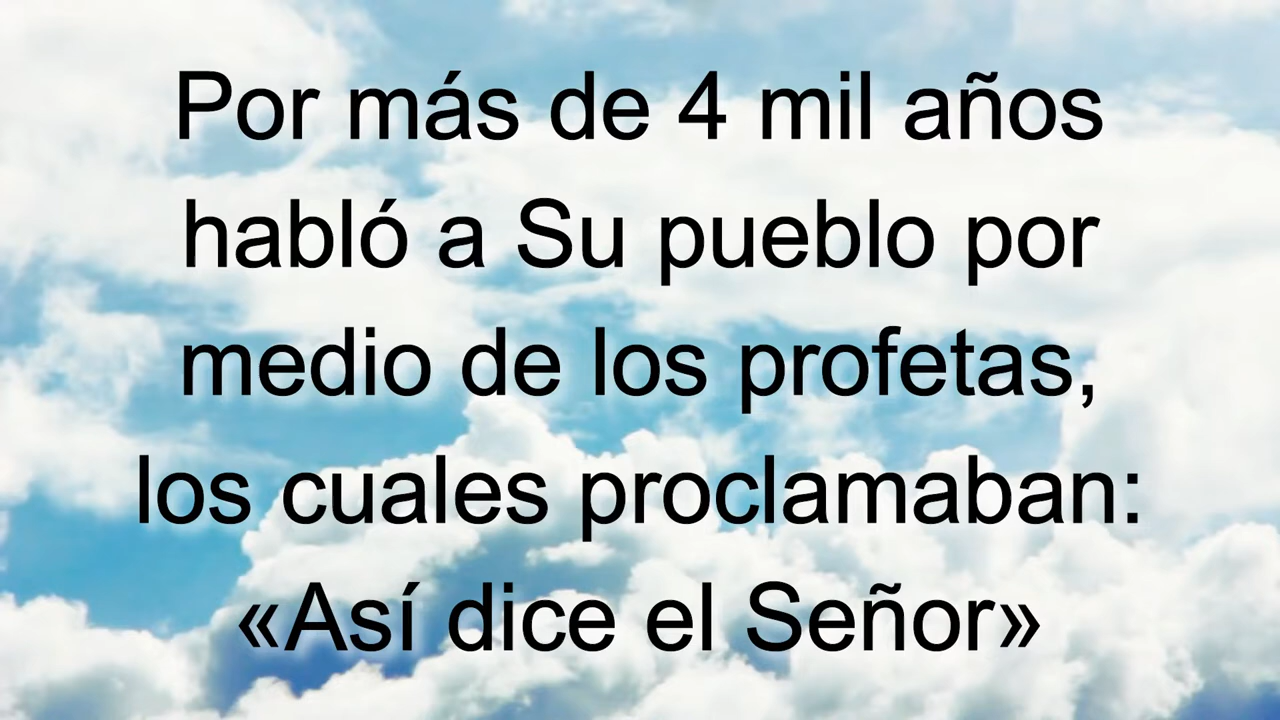 Por más de 4 mil años
habló a Su pueblo por
medio de los profetas,
los cuales proclamaban:
«Así dice el Señor»